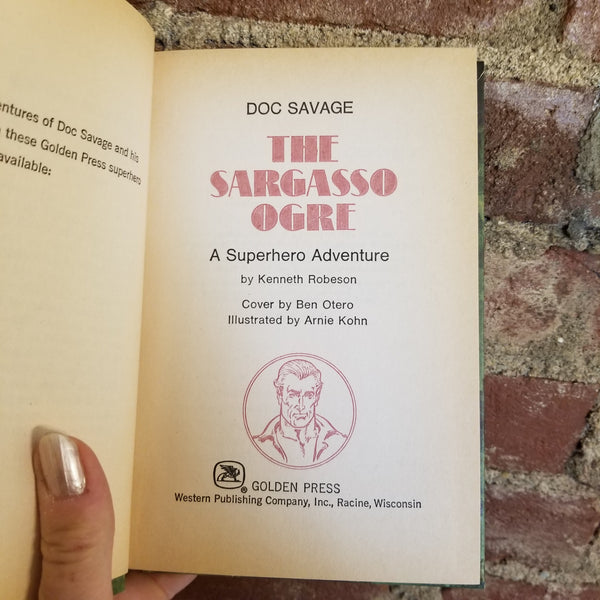 entures of Doc Savage and his
these Golden Press superhero
available:
DOC SAVAGE
THE
SARGASSO
OGRE
A Superhero Adventure
by Kenneth Robeson
Cover by Ben Otero
Illustrated by Arnie Kohn
GOLDEN PRESS
Western Publishing Company, Inc., Racine, Wisconsin